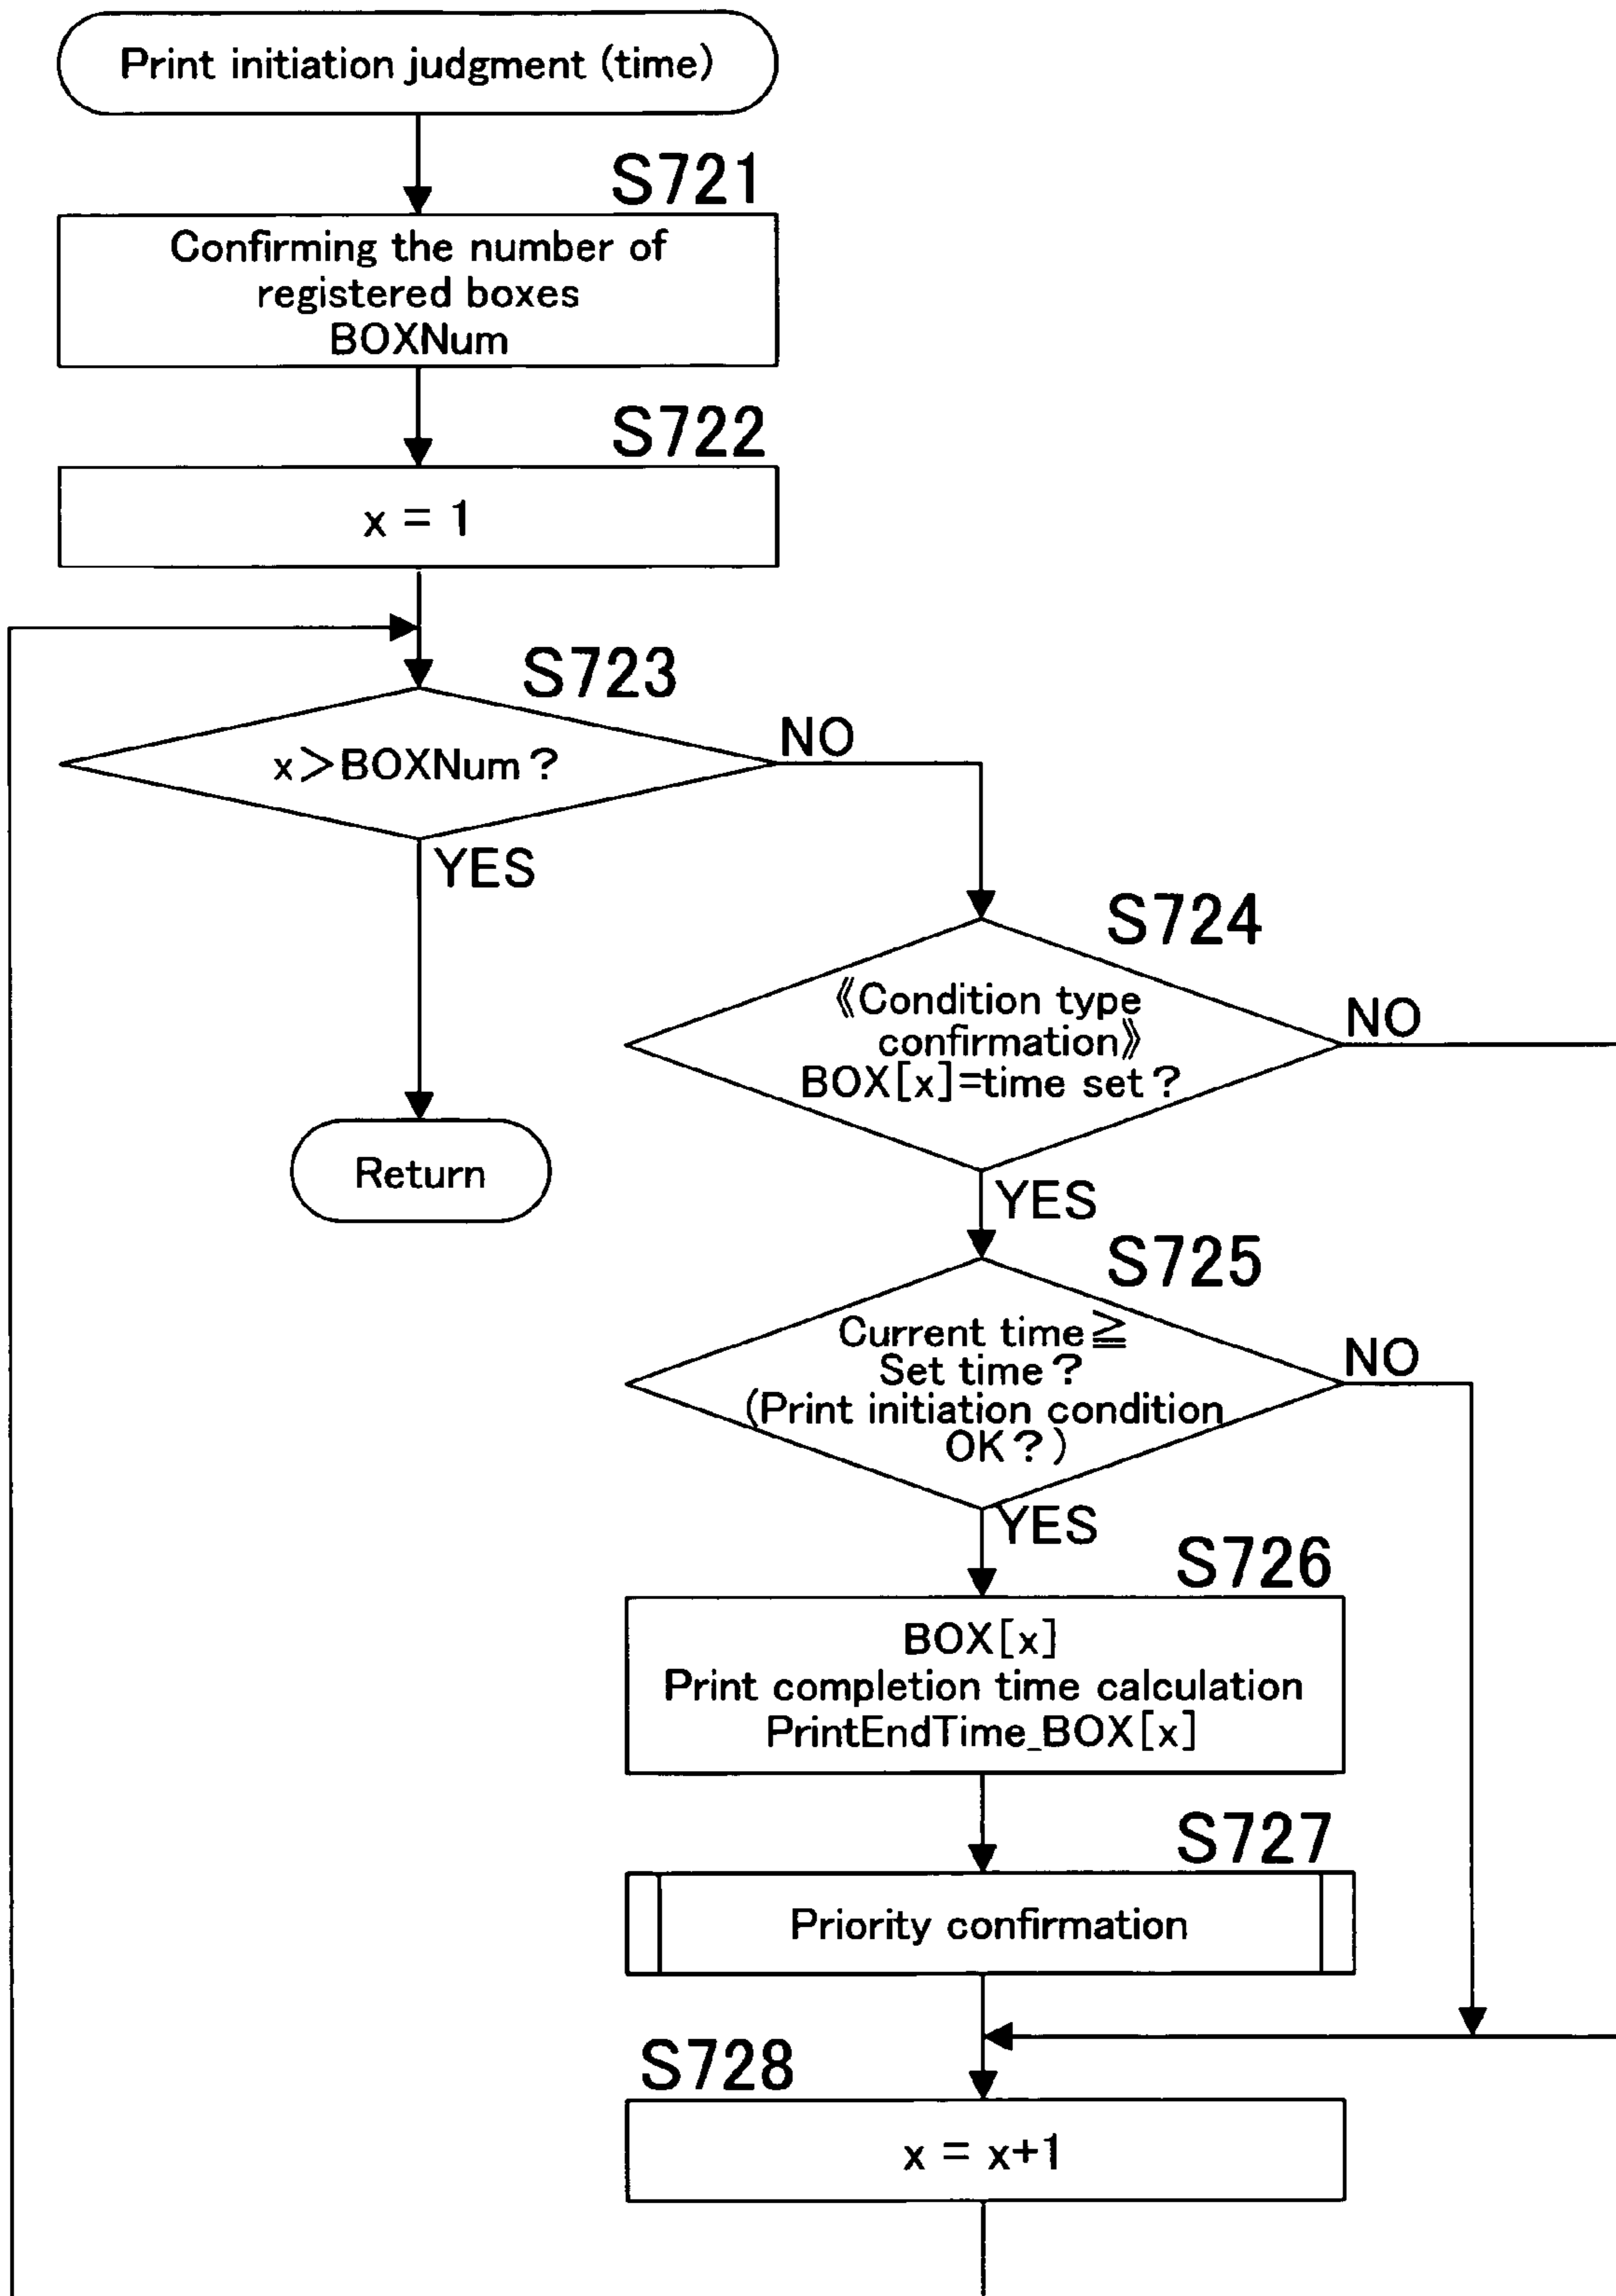 Print initiation judgment (time)
S721
Confirming the number of
registered boxes
BOXNum
S722
x = 1
S723
x>BOXNum?
NO
YES
Return
S724
《Condition type
confirmation》
BOX[x]=time set?
NO
YES
S725
Current time≧
Set time?
(Print initiation condition
OK?)
NO
YES
S726
BOX[x]
Print completion time calculation
PrintEndTime_BOX[x]
S727
Priority confirmation
S728
x = x+1